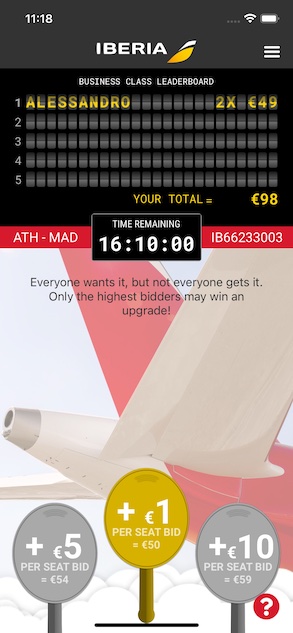 11:18
IBERIA
BUSINESS CLASS LEADERBOARD
1 ALESSANDRO 2X €49
2
3
4
5
YOUR TOTAL = €98
ATH - MAD
TIME REMAINING
16:10:00
IB66233003
Everyone wants it, but not everyone gets it.
Only the highest bidders may win an
upgrade!
+ €5
PER SEAT BID
= €54
+ €1
PER SEAT BID
= €50
+€10
PER SEAT BID
= €59
?